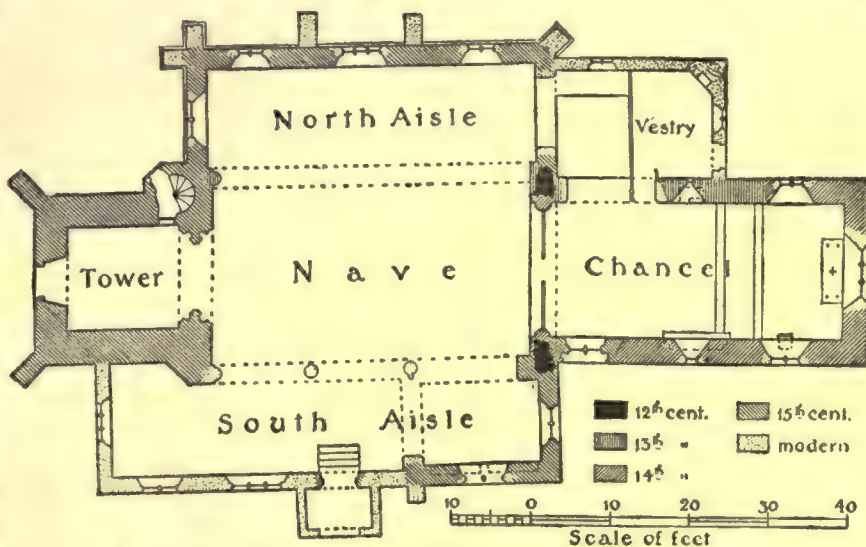 North Aisle
Vestry
Tower
Nave
Chancel
South Aisle
12th cent.
13th "
14th "
15th cent.
modern
10 0 10 20 30 40
Scale of feet